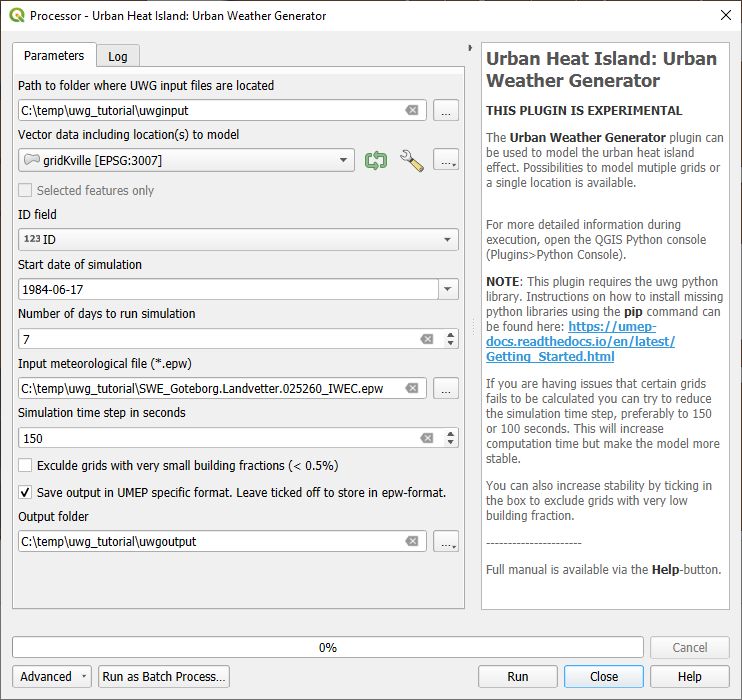 Processor - Urban Heat Island: Urban Weather Generator
Parameters
Log
Path to folder where UWG input files are located
C:\temp\uwg_tutorial\uwginput
...
Vector data including location(s) to model
gridKville [EPSG:3007]
...
Selected features only
ID field
123 ID
Start date of simulation
1984-06-17
Number of days to run simulation
7
Input meteorological file (*.epw)
C:\temp\uwg_tutorial\SWE_Goteborg.Landvetter.025260_IWEC.epw
...
Simulation time step in seconds
150
Exculde grids with very small building fractions (< 0.5%)
Save output in UMEP specific format. Leave ticked off to store in epw-format.
Output folder
C:\temp\uwg_tutorial\uwgoutput
...
Urban Heat Island: Urban
Weather Generator
THIS PLUGIN IS EXPERIMENTAL
The Urban Weather Generator plugin can
be used to model the urban heat island
effect. Possibilities to model mutiple grids or
a single location is available.
For more detailed information during
execution, open the QGIS Python console
(Plugins>Python Console).
NOTE: This plugin requires the uwg python
library. Instructions on how to install missing
python libraries using the pip command can
be found here: https://umep-
docs.readthedocs.io/en/latest/
Getting_Started.html
If you are having issues that certain grids
fails to be calculated you can try to reduce
the simulation time step, preferably to 150
or 100 seconds. This will increase
computation time but make the model more
stable.
You can also increase stability by ticking in
the box to exclude grids with very low
building fraction.
---------------------
Full manual is available via the Help-button.
0%
Cancel
Advanced
Run as Batch Process...
Run
Close
Help